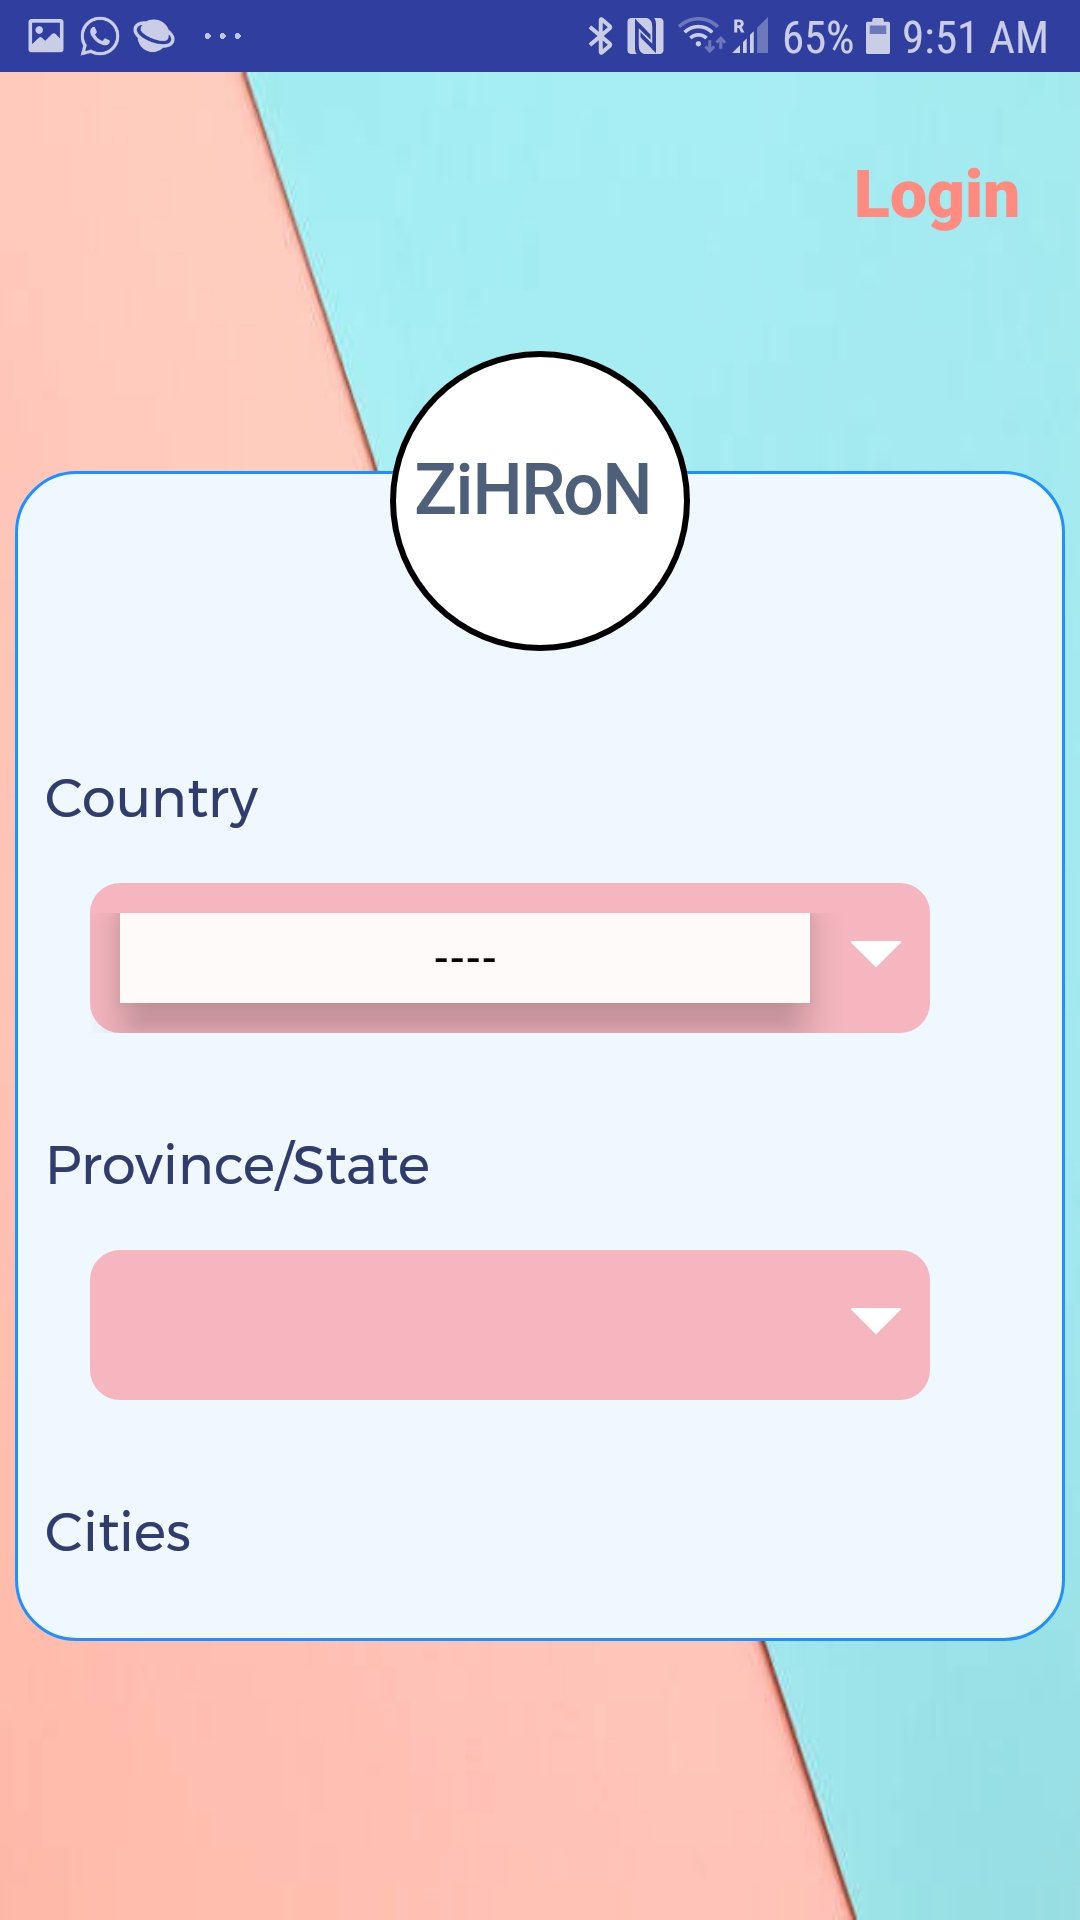 65% 9:51 AM
Login
ZiHRoN
Country
----
Province/State
Cities